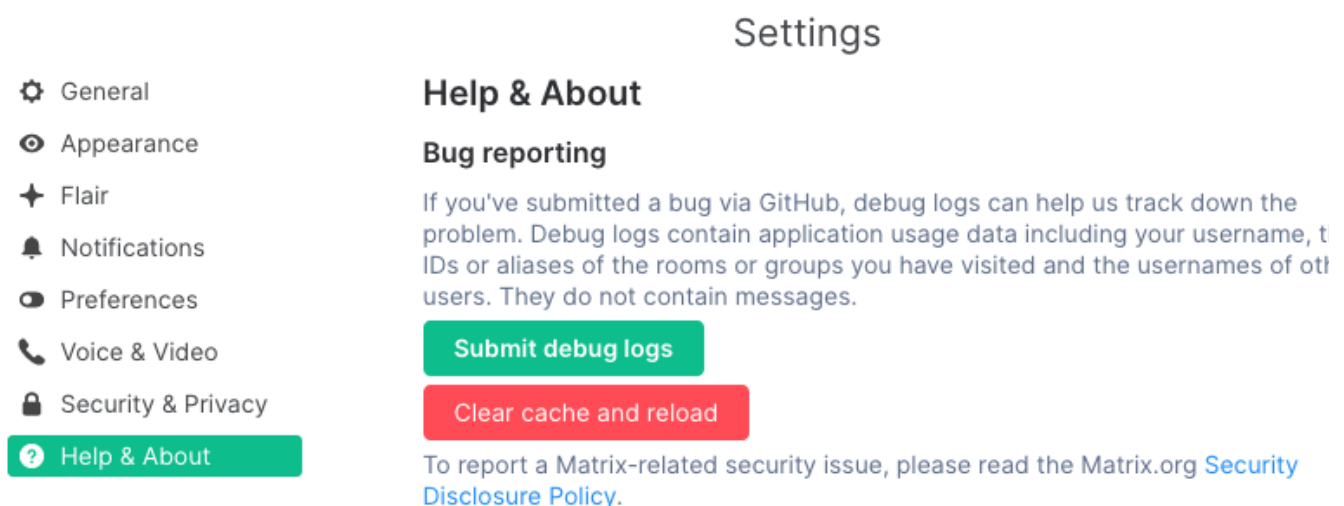 Settings
General
Appearance
Flair
Notifications
Preferences
Voice & Video
Security & Privacy
Help & About
Help & About
Bug reporting
If you've submitted a bug via GitHub, debug logs can help us track down the
problem. Debug logs contain application usage data including your username,
IDs or aliases of the rooms or groups you have visited and the usernames of
users. They do not contain messages.
Submit debug logs
Clear cache and reload
To report a Matrix-related security issue, please read the Matrix.org Security
Disclosure Policy.